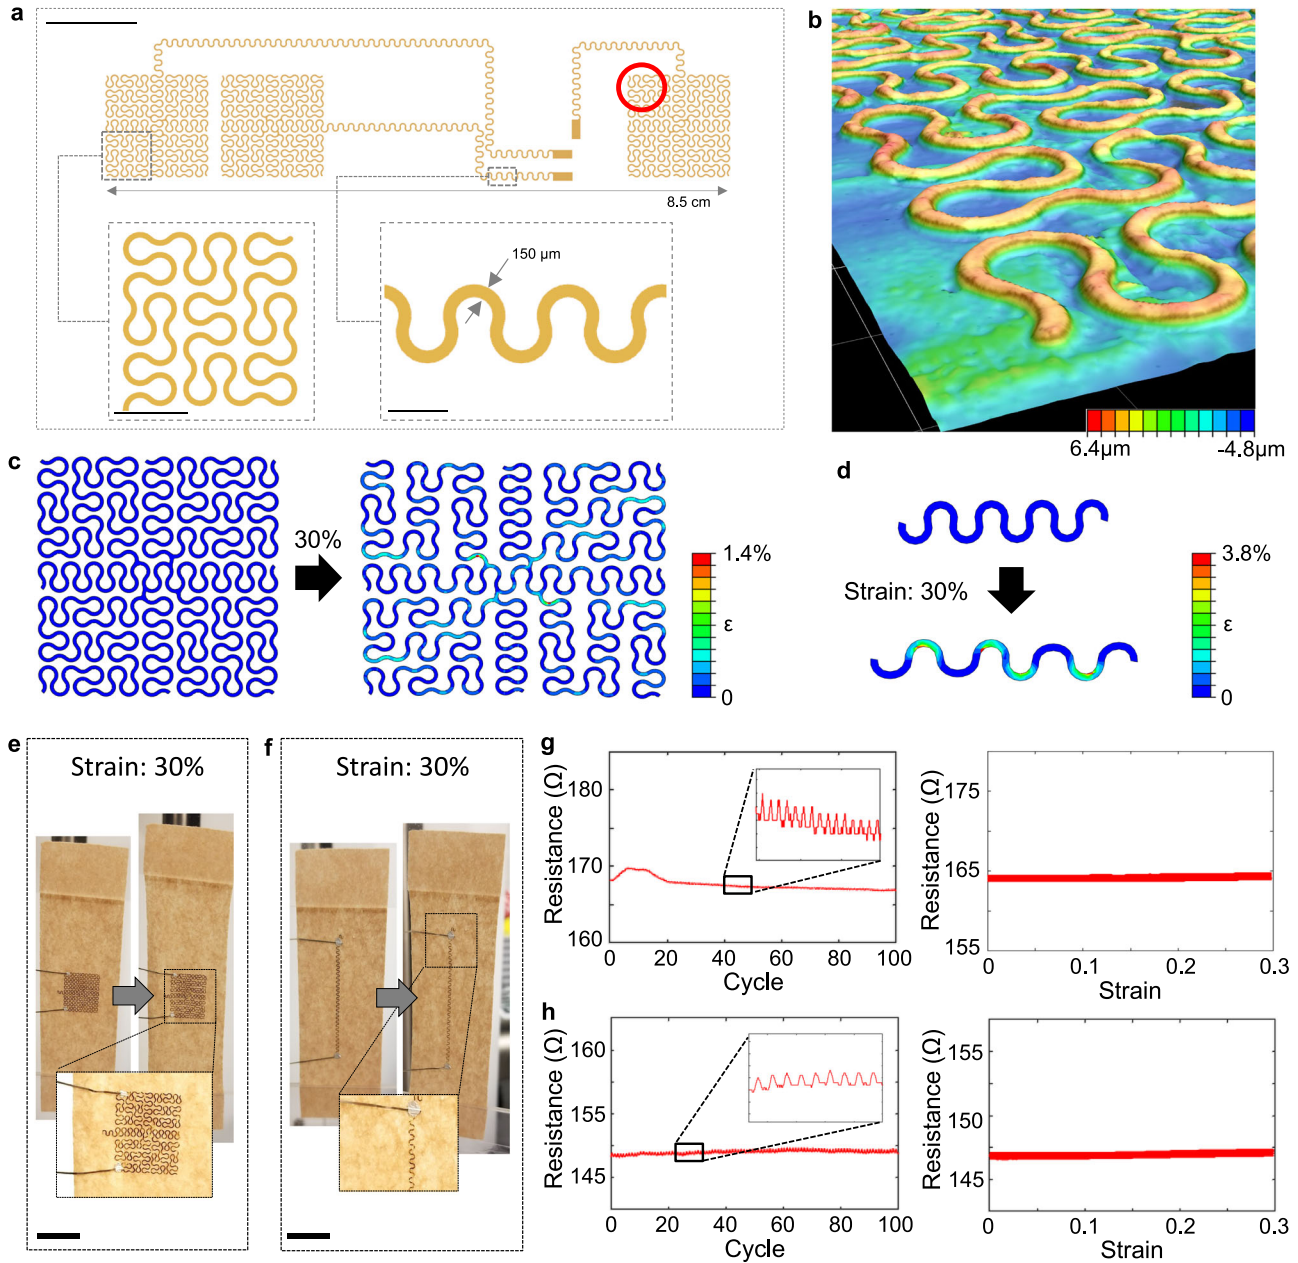 a
8.5 cm
150 µm
b
6.4µm
-4.8µm
c
30%
1.4%
ε
0
d
Strain: 30%
3.8%
ε
0
e
Strain: 30%
f
Strain: 30%
g
Resistance (Ω)
180
170
160
0 20 40 60 80 100
Cycle
Resistance (Ω)
175
165
155
0 0.1 0.2 0.3
Strain
h
Resistance (Ω)
160
155
145
0 20 40 60 80 100
Cycle
Resistance (Ω)
155
150
145
0 0.1 0.2 0.3
Strain